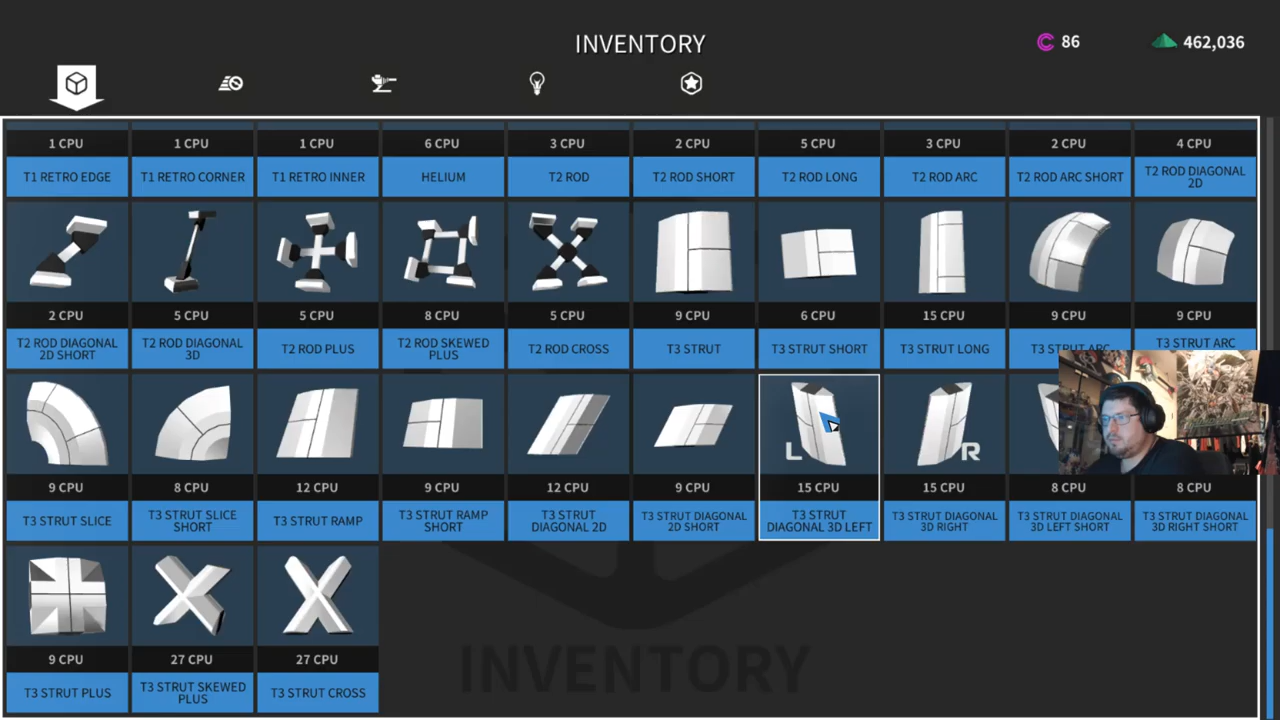 INVENTORY
86
462,036
1 CPU 1 CPU 1 CPU 6 CPU 3 CPU 2 CPU 5 CPU 3 CPU 2 CPU 4 CPU
T1 RETRO EDGE
T1 RETRO CORNER
T1 RETRO INNER
HELIUM
T2 ROD
T2 ROD SHORT
T2 ROD LONG
T2 ROD ARC
T2 ROD ARC SHORT
T2 ROD DIAGONAL
2D
2 CPU 5 CPU 5 CPU 8 CPU 5 CPU 9 CPU 6 CPU 15 CPU 9 CPU 9 CPU
T2 ROD DIAGONAL
2D SHORT
T2 ROD DIAGONAL
3D
T2 ROD PLUS
T2 ROD SKEWED
PLUS
T2 ROD CROSS
T3 STRUT
T3 STRUT SHORT
T3 STRUT LONG
T3 STRUT ARC
T3 STRUT ARC
L
R
9 CPU 8 CPU 12 CPU 9 CPU 12 CPU 9 CPU 15 CPU 15 CPU 8 CPU 8 CPU
T3 STRUT SLICE
T3 STRUT SLICE
SHORT
T3 STRUT RAMP
T3 STRUT RAMP
SHORT
T3 STRUT
DIAGONAL 2D
T3 STRUT DIAGONAL
2D SHORT
T3 STRUT
DIAGONAL 3D LEFT
T3 STRUT DIAGONAL
3D RIGHT
T3 STRUT DIAGONAL
3D LEFT SHORT
T3 STRUT DIAGONAL
3D RIGHT SHORT
9 CPU 27 CPU 27 CPU
T3 STRUT PLUS
T3 STRUT SKEWED
PLUS
T3 STRUT CROSS
INVENTORY